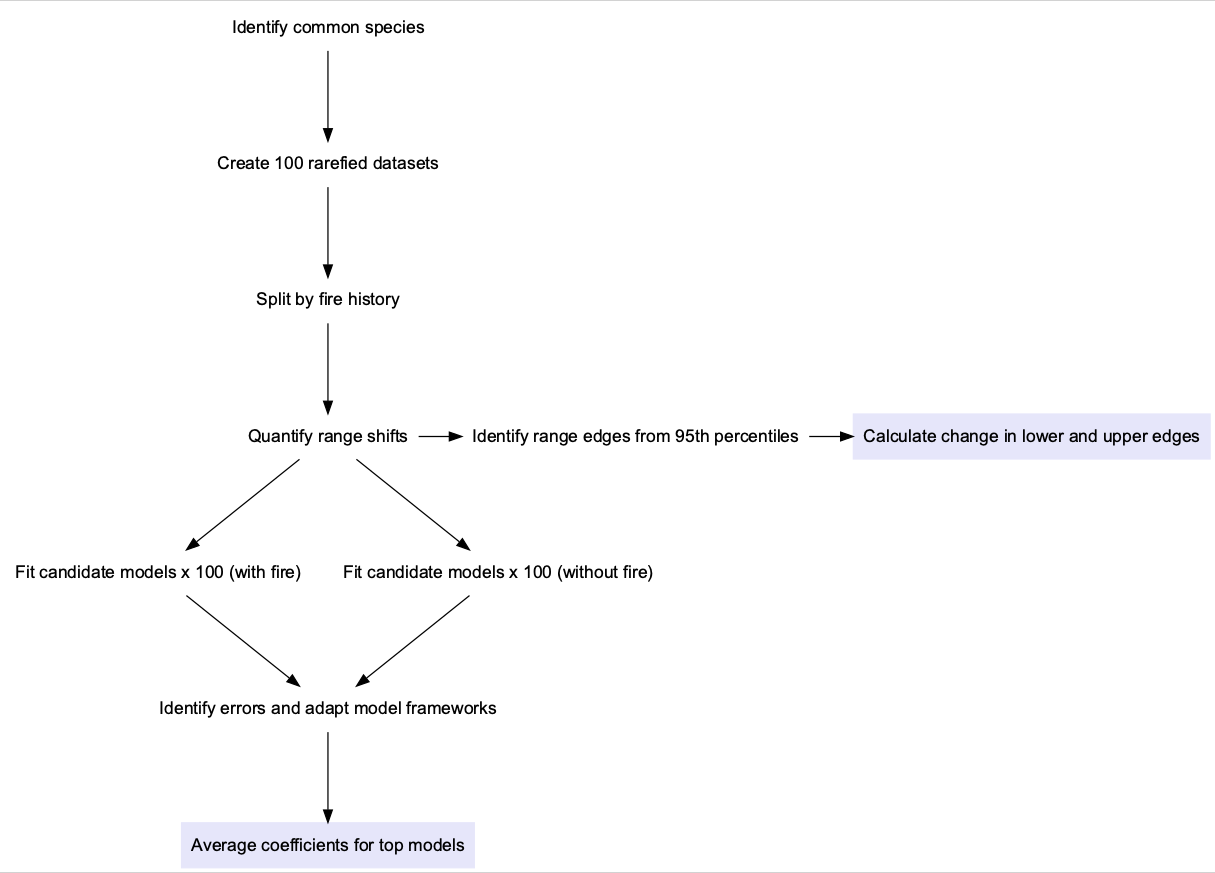 Identify common species
Create 100 rarefied datasets
Split by fire history
Quantify range shifts
Identify range edges from 95th percentiles
Calculate change in lower and upper edges
Fit candidate models x 100 (with fire)
Fit candidate models x 100 (without fire)
Identify errors and adapt model frameworks
Average coefficients for top models